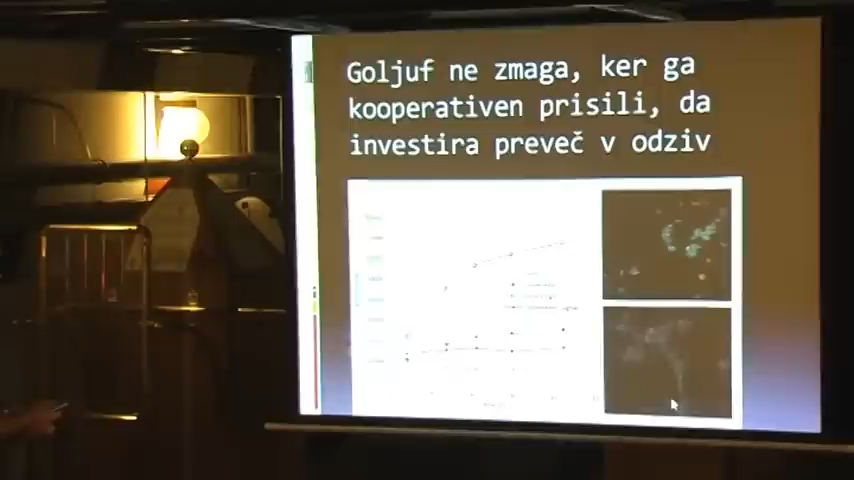 Goljuf ne zmaga, ker ga
kooperativen prisili, da
investira preveč v odziv